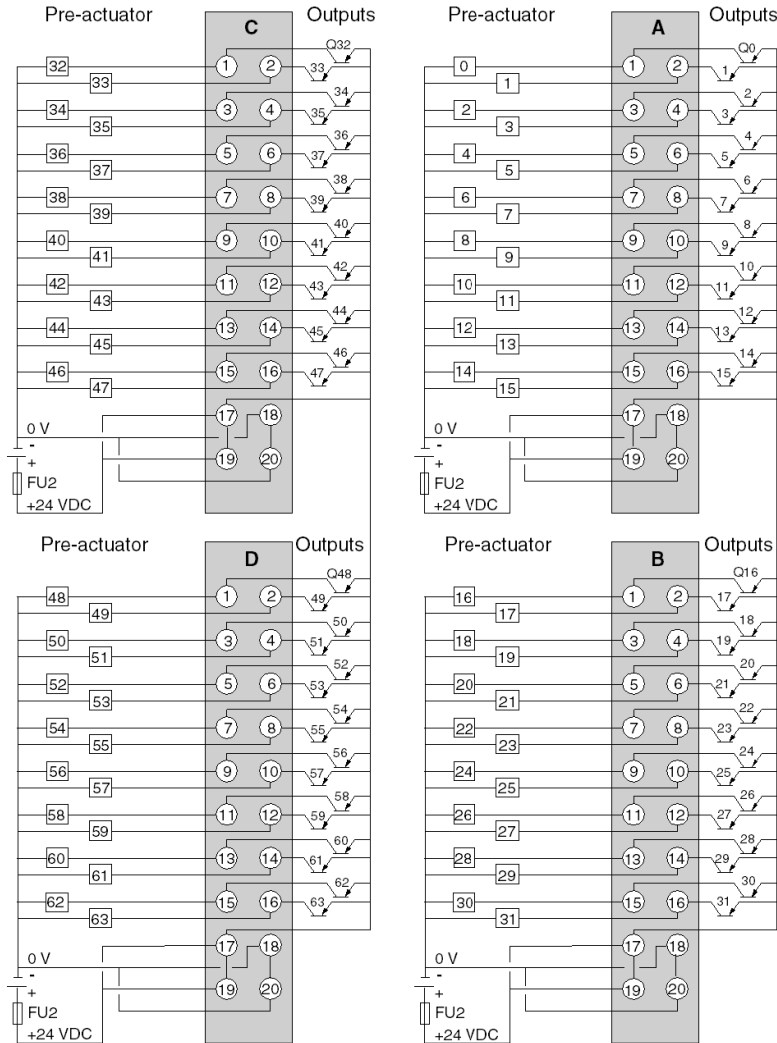 Pre-actuator C Outputs
Q32
32 1 2 33
33
34
34 3 4 35
35
36
36 5 6 37
37
38
38 7 8 39
39
40
40 9 10 41
41
42
42 11 12 43
43
44
44 13 14 45
45
46
46 15 16 47
47
17 18
0 V
-
+
19 20
FU2
+24 VDC
Pre-actuator A Outputs
Q0
0 1 2 1
1
2
2 3 4 3
3
4
4 5 6 5
5
6
6 7 8 7
7
8
8 9 10 9
9
10
10 11 12 11
11
12
12 13 14 13
13
14
14 15 16 15
15
17 18
0 V
-
+
19 20
FU2
+24 VDC
Pre-actuator D Outputs
Q48
48 1 2 49
49
50
50 3 4 51
51
52
52 5 6 53
53
54
54 7 8 55
55
56
56 9 10 57
57
58
58 11 12 59
59
60
60 13 14 61
61
62
62 15 16 63
63
17 18
0 V
-
+
19 20
FU2
+24 VDC
Pre-actuator B Outputs
Q16
16 1 2 17
17
18
18 3 4 19
19
20
20 5 6 21
21
22
22 7 8 23
23
24
24 9 10 25
25
26
26 11 12 27
27
28
28 13 14 29
29
30
30 15 16 31
31
17 18
0 V
-
+
19 20
FU2
+24 VDC